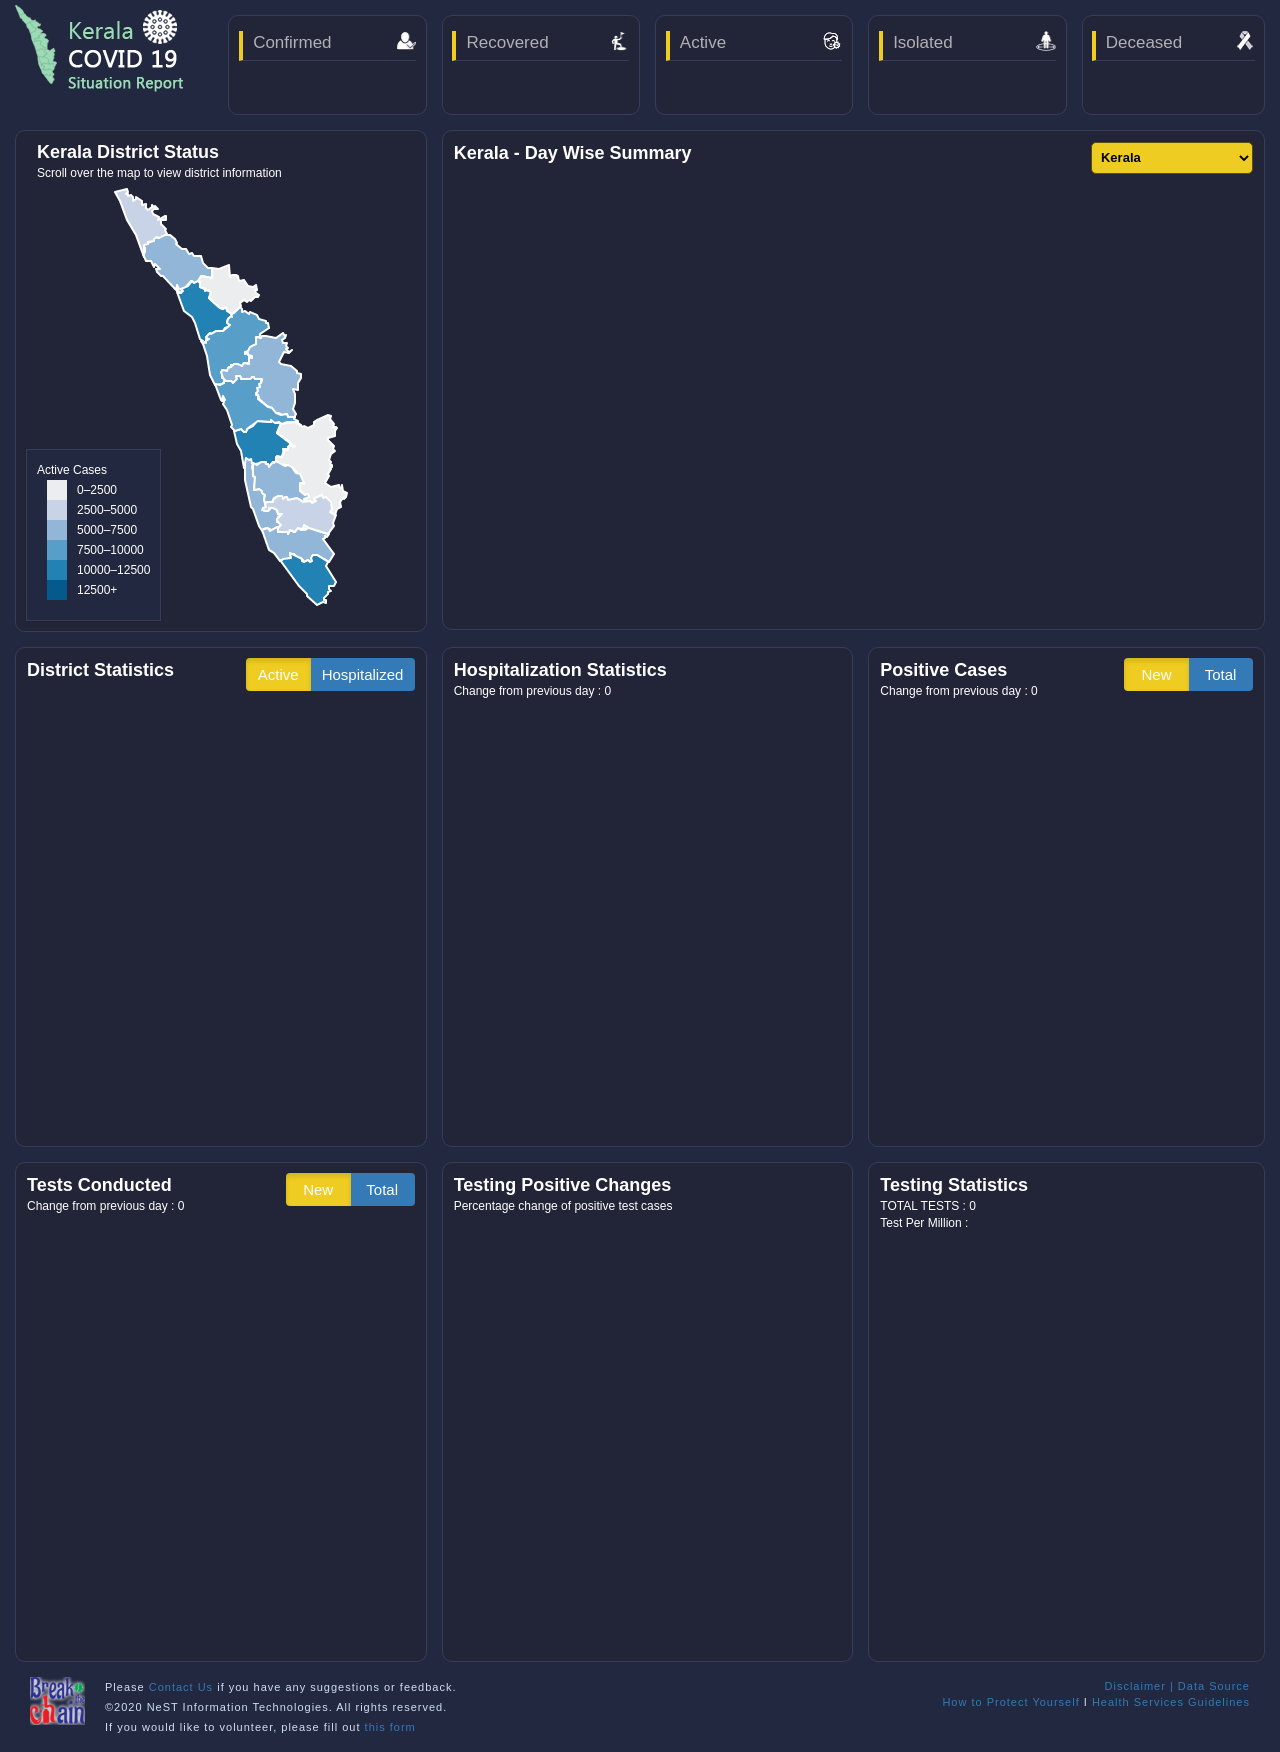 Kerala
COVID 19
Situation Report
Confirmed
Recovered
Active
Isolated
Deceased
Kerala District Status
Scroll over the map to view district information
Active Cases
0–2500
2500–5000
5000–7500
7500–10000
10000–12500
12500+
Kerala - Day Wise Summary
Kerala
District Statistics
Active
Hospitalized
Hospitalization Statistics
Change from previous day : 0
Positive Cases
Change from previous day : 0
New
Total
Tests Conducted
Change from previous day : 0
New
Total
Testing Positive Changes
Percentage change of positive test cases
Testing Statistics
TOTAL TESTS : 0
Test Per Million :
Break
the
chain
Please Contact Us if you have any suggestions or feedback.
©2020 NeST Information Technologies. All rights reserved.
If you would like to volunteer, please fill out this form
Disclaimer | Data Source
How to Protect Yourself l Health Services Guidelines